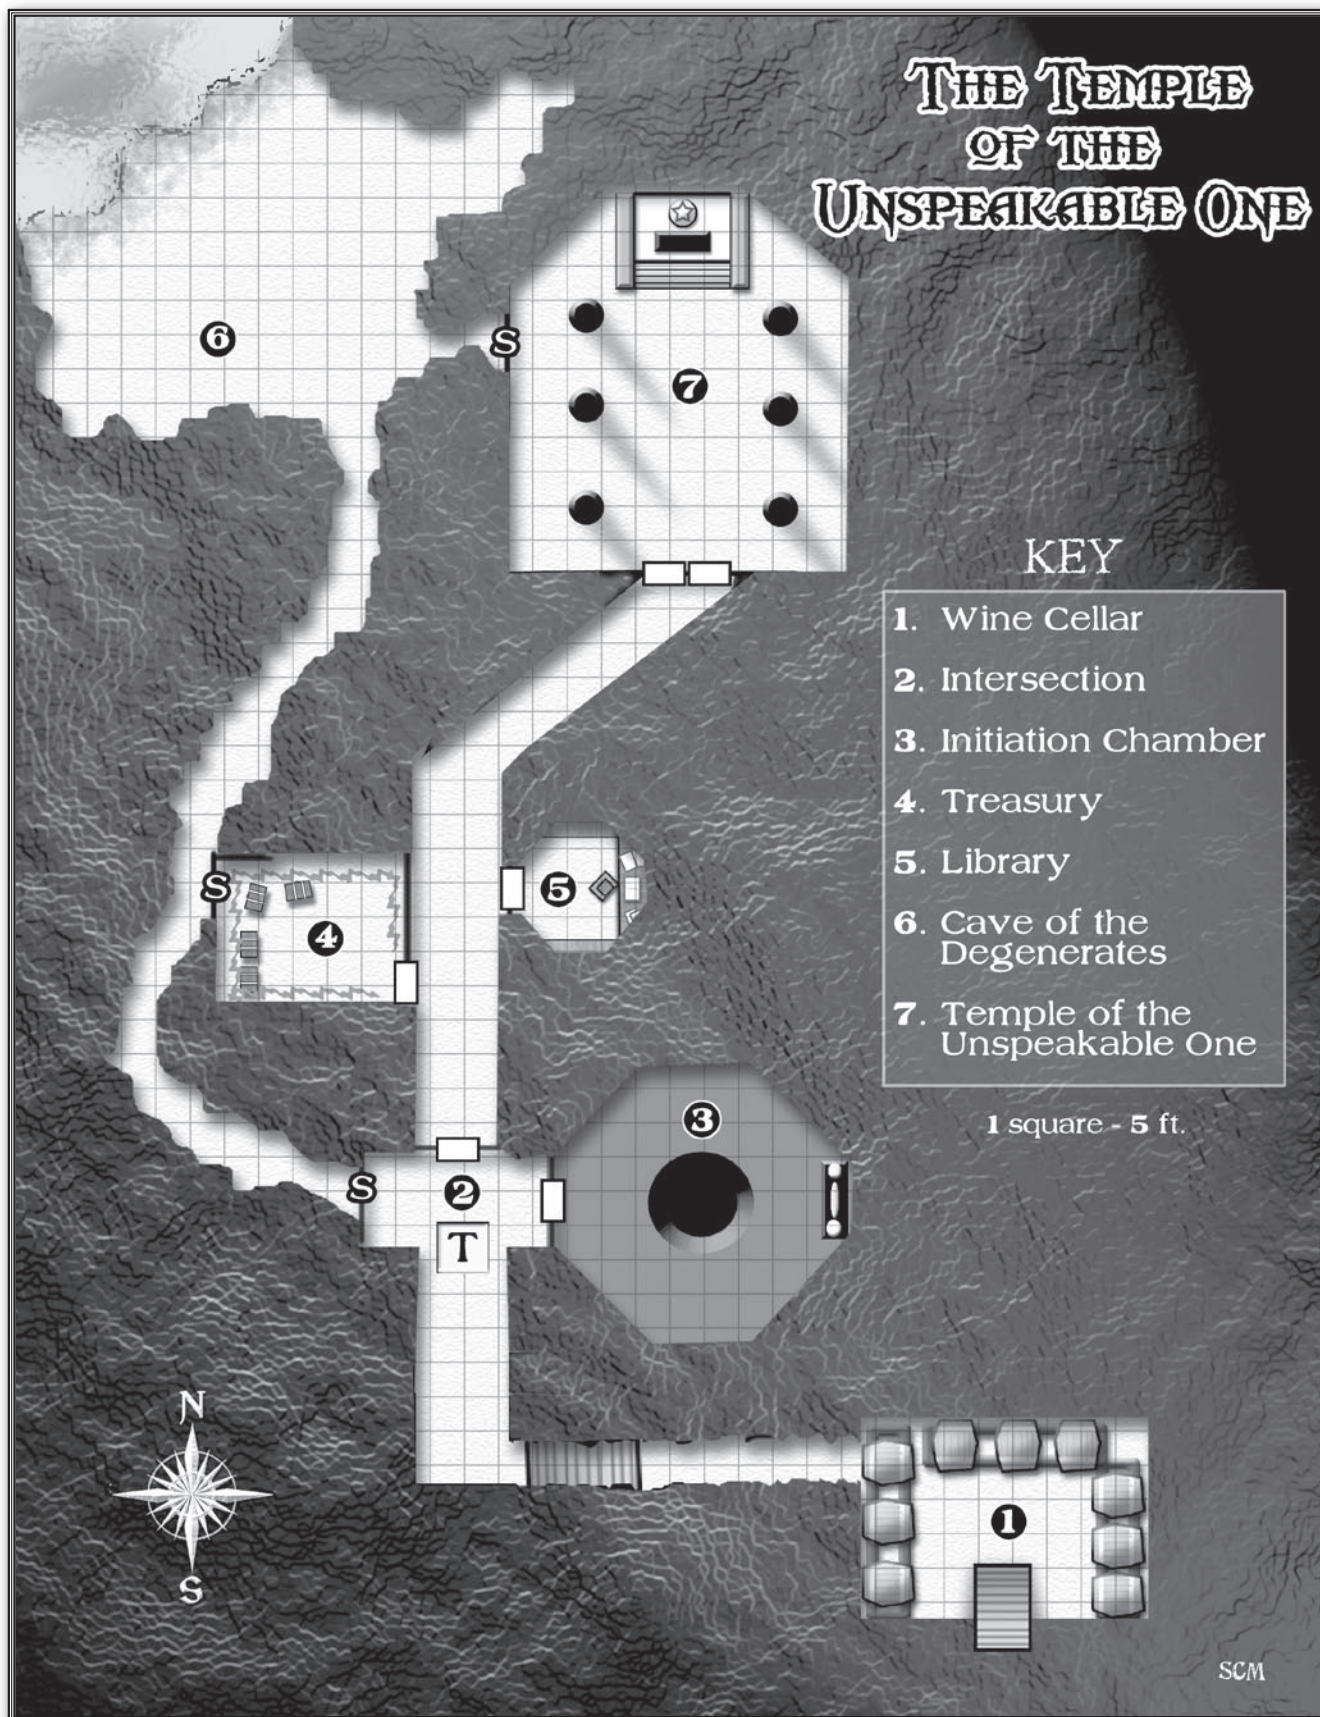 THE TEMPLE
OF THE
UNSPEAKABLE ONE
6
S
7
KEY
1. Wine Cellar
2. Intersection
3. Initiation Chamber
4. Treasury
5. Library
6. Cave of the
Degenerates
7. Temple of the
Unspeakable One
1 square - 5 ft.
S
4
5
3
S
2
T
N
S
1
SCM